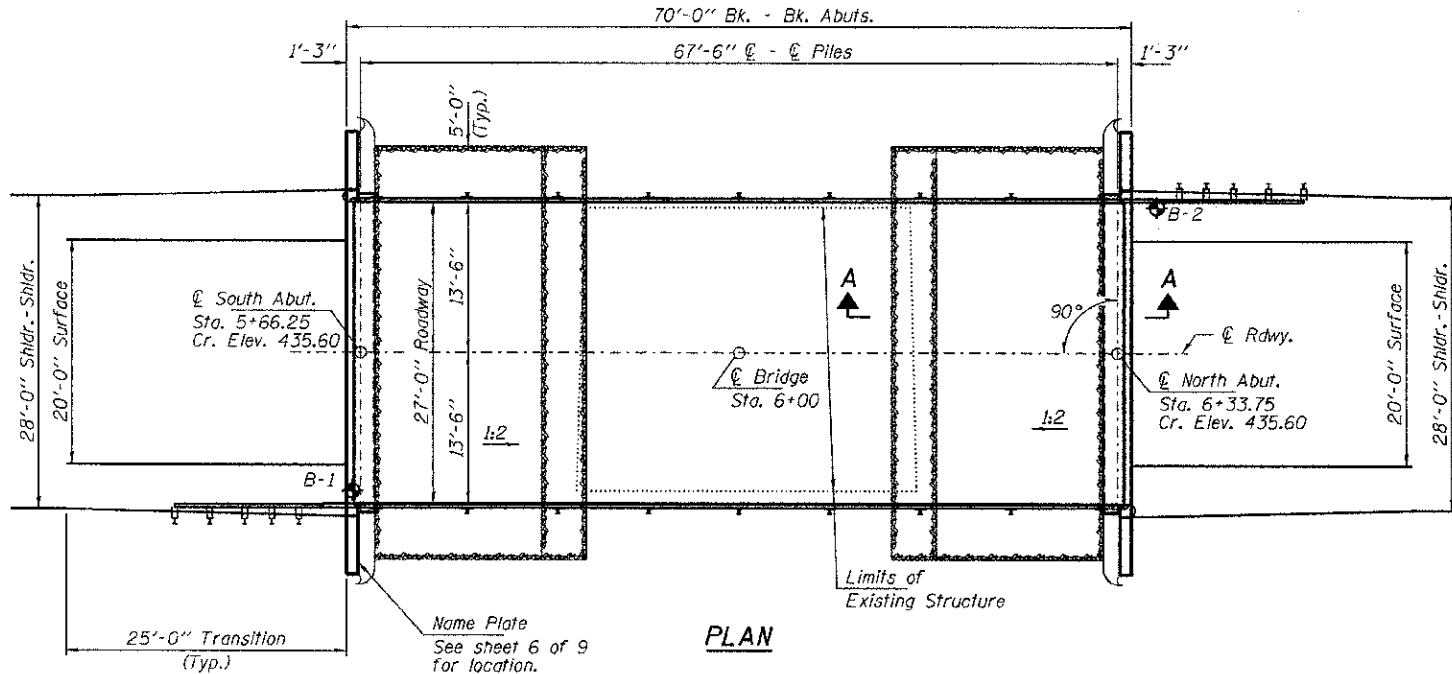 70'-0" Bk. - Bk. Abuts.
1'-3"
67'-6" ℄ - ℄ Piles
1'-3"
5'-0"
(Typ.)
B-2
28'-0" Shldr.-Shldr.
20'-0" Surface
℄ South Abut.
Sta. 5+66.25
Cr. Elev. 435.60
27'-0" Roadway
13'-6"
13'-6"
1:2
A
A
90°
℄ Rdwy.
℄ Bridge
Sta. 6+00
1:2
℄ North Abut.
Sta. 6+33.75
Cr. Elev. 435.60
20'-0" Surface
28'-0" Shldr.-Shldr.
B-1
Limits of
Existing Structure
25'-0" Transition
(Typ.)
Name Plate
See sheet 6 of 9
for location.
PLAN